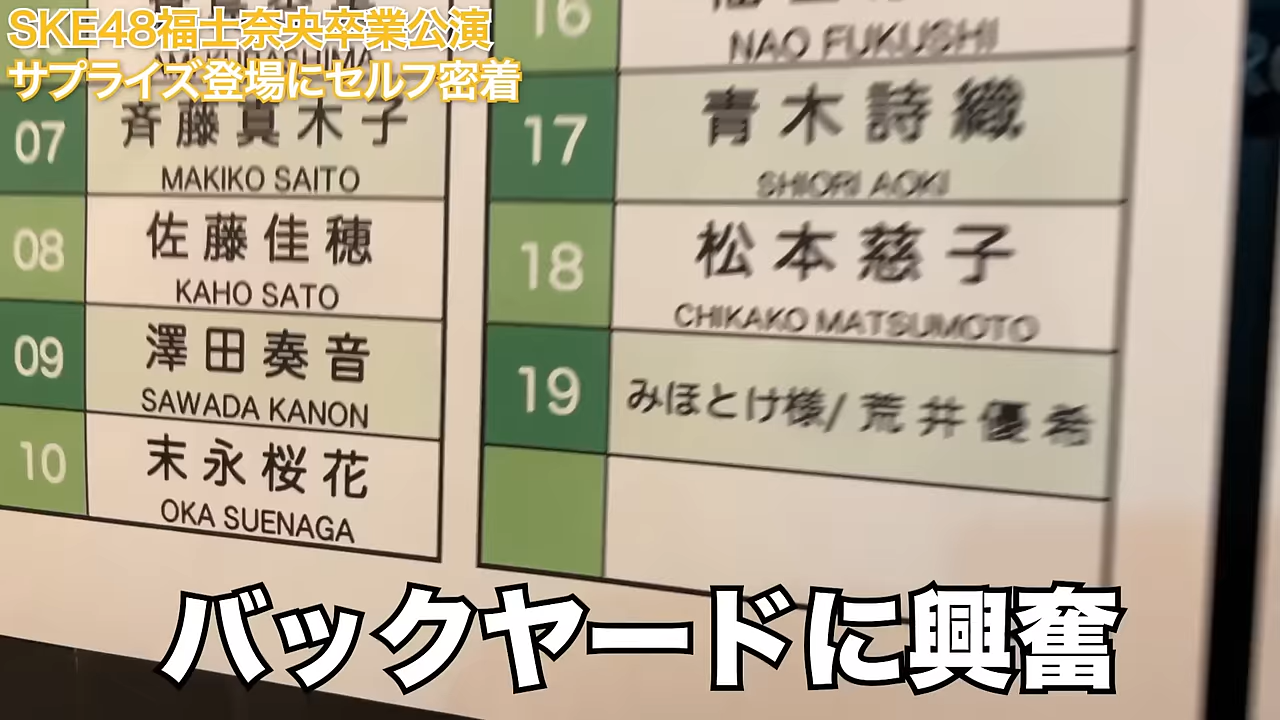 SKE48福士奈央卒業公演
サプライズ登場にセルフ密着
07
斉藤真木子
MAKIKO SAITO
08
佐藤佳穂
KAHO SATO
09
澤田奏音
SAWADA KANON
10
末永桜花
OKA SUENAGA
16
NAO FUKUSHI
17
青木詩織
SHIORI AOKI
18
松本慈子
CHIKAKO MATSUMOTO
19
みほとけ様/荒井優希
バックヤードに興奮